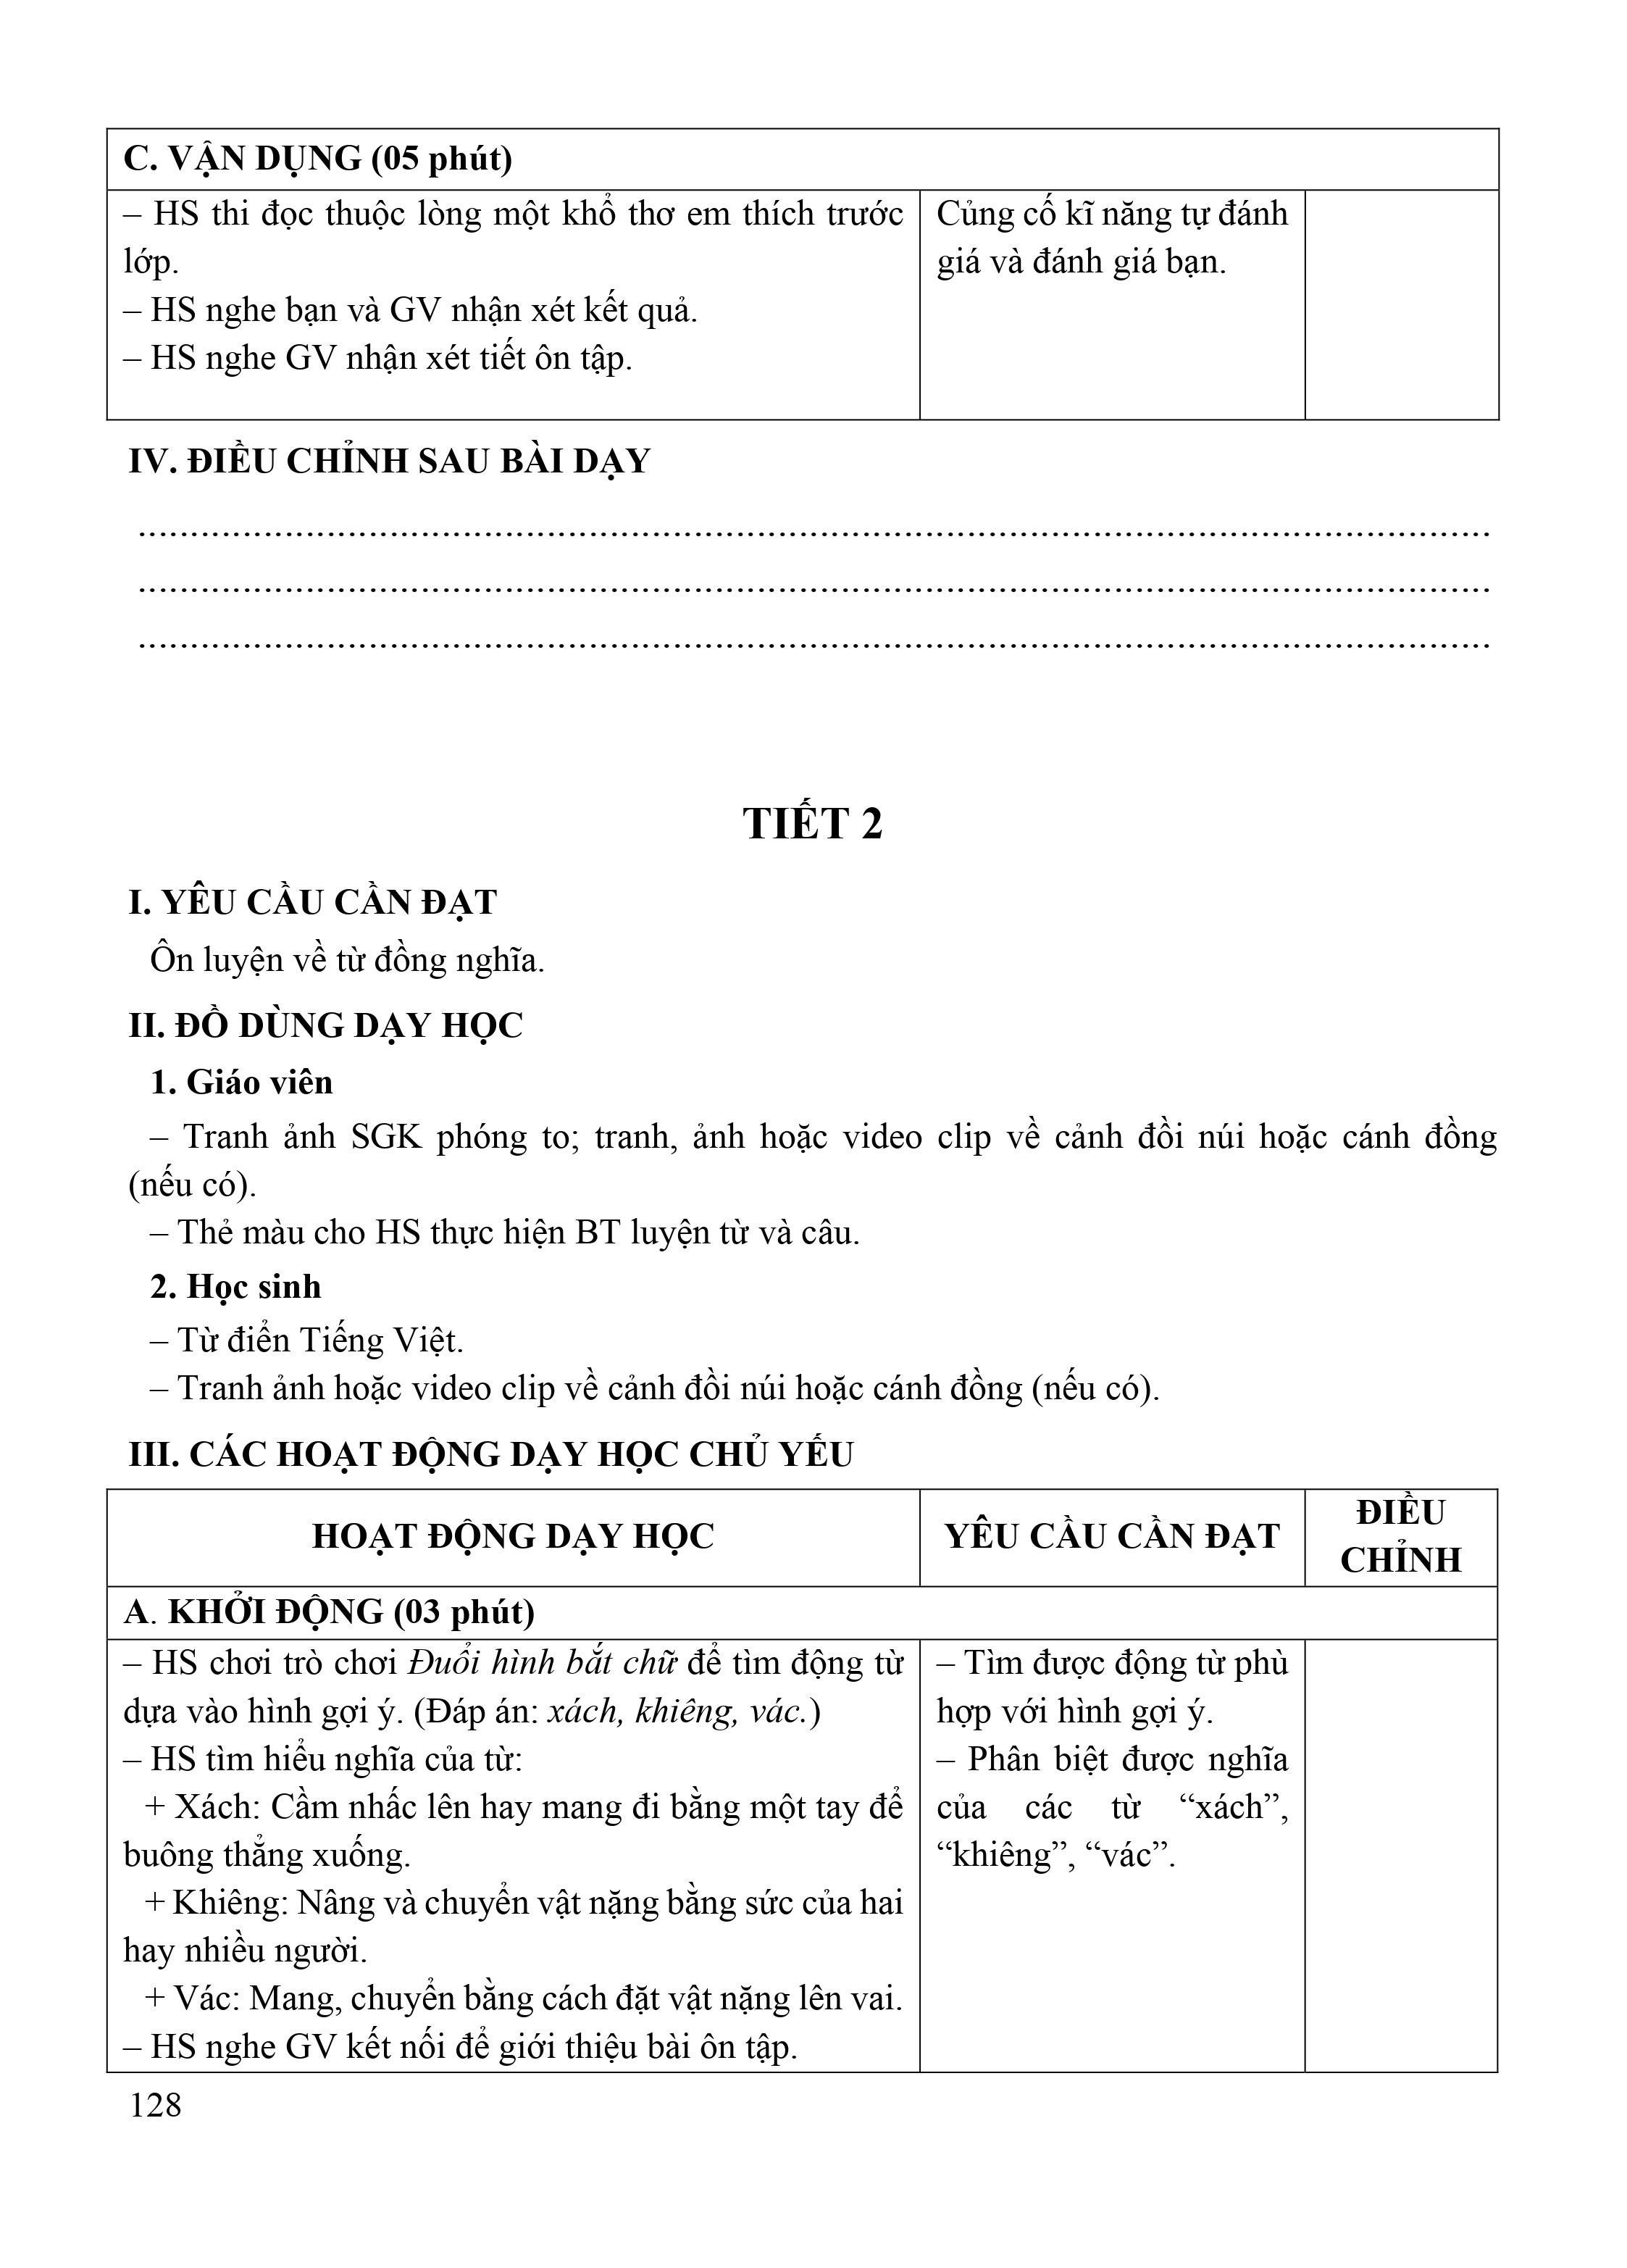 C. VẬN DỤNG (05 phút)
– HS thi đọc thuộc lòng một khổ thơ em thích trước
lớp.
– HS nghe bạn và GV nhận xét kết quả.
– HS nghe GV nhận xét tiết ôn tập.
Củng cố kĩ năng tự đánh
giá và đánh giá bạn.
IV. ĐIỀU CHỈNH SAU BÀI DẠY
....................................................................................................................................
....................................................................................................................................
....................................................................................................................................
TIẾT 2
I. YÊU CẦU CẦN ĐẠT
Ôn luyện về từ đồng nghĩa.
II. ĐỒ DÙNG DẠY HỌC
1. Giáo viên
– Tranh ảnh SGK phóng to; tranh, ảnh hoặc video clip về cảnh đồi núi hoặc cánh đồng
(nếu có).
– Thẻ màu cho HS thực hiện BT luyện từ và câu.
2. Học sinh
– Từ điển Tiếng Việt.
– Tranh ảnh hoặc video clip về cảnh đồi núi hoặc cánh đồng (nếu có).
III. CÁC HOẠT ĐỘNG DẠY HỌC CHỦ YẾU
HOẠT ĐỘNG DẠY HỌC
YÊU CẦU CẦN ĐẠT
ĐIỀU
CHỈNH
A. KHỞI ĐỘNG (03 phút)
– HS chơi trò chơi Đuổi hình bắt chữ để tìm động từ
dựa vào hình gợi ý. (Đáp án: xách, khiêng, vác.)
– HS tìm hiểu nghĩa của từ:
+ Xách: Cầm nhấc lên hay mang đi bằng một tay để
buông thẳng xuống.
+ Khiêng: Nâng và chuyển vật nặng bằng sức của hai
hay nhiều người.
+ Vác: Mang, chuyển bằng cách đặt vật nặng lên vai.
– HS nghe GV kết nối để giới thiệu bài ôn tập.
– Tìm được động từ phù
hợp với hình gợi ý.
– Phân biệt được nghĩa
của các từ “xách”,
“khiêng”, “vác”.
128